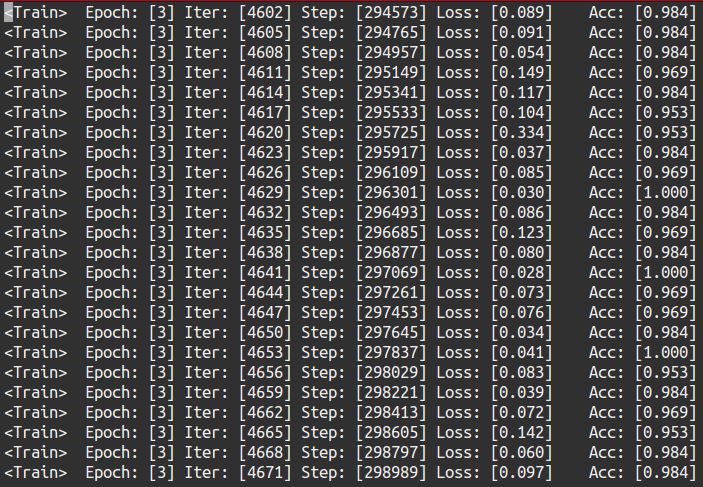 <Train>  Epoch: [3] Iter: [4602] Step: [294573] Loss: [0.089]    Acc: [0.984]
<Train>  Epoch: [3] Iter: [4605] Step: [294765] Loss: [0.091]    Acc: [0.984]
<Train>  Epoch: [3] Iter: [4608] Step: [294957] Loss: [0.054]    Acc: [0.984]
<Train>  Epoch: [3] Iter: [4611] Step: [295149] Loss: [0.149]    Acc: [0.969]
<Train>  Epoch: [3] Iter: [4614] Step: [295341] Loss: [0.117]    Acc: [0.984]
<Train>  Epoch: [3] Iter: [4617] Step: [295533] Loss: [0.104]    Acc: [0.953]
<Train>  Epoch: [3] Iter: [4620] Step: [295725] Loss: [0.334]    Acc: [0.953]
<Train>  Epoch: [3] Iter: [4623] Step: [295917] Loss: [0.037]    Acc: [0.984]
<Train>  Epoch: [3] Iter: [4626] Step: [296109] Loss: [0.085]    Acc: [0.969]
<Train>  Epoch: [3] Iter: [4629] Step: [296301] Loss: [0.030]    Acc: [1.000]
<Train>  Epoch: [3] Iter: [4632] Step: [296493] Loss: [0.086]    Acc: [0.984]
<Train>  Epoch: [3] Iter: [4635] Step: [296685] Loss: [0.123]    Acc: [0.969]
<Train>  Epoch: [3] Iter: [4638] Step: [296877] Loss: [0.080]    Acc: [0.984]
<Train>  Epoch: [3] Iter: [4641] Step: [297069] Loss: [0.028]    Acc: [1.000]
<Train>  Epoch: [3] Iter: [4644] Step: [297261] Loss: [0.073]    Acc: [0.969]
<Train>  Epoch: [3] Iter: [4647] Step: [297453] Loss: [0.076]    Acc: [0.969]
<Train>  Epoch: [3] Iter: [4650] Step: [297645] Loss: [0.034]    Acc: [0.984]
<Train>  Epoch: [3] Iter: [4653] Step: [297837] Loss: [0.041]    Acc: [1.000]
<Train>  Epoch: [3] Iter: [4656] Step: [298029] Loss: [0.083]    Acc: [0.953]
<Train>  Epoch: [3] Iter: [4659] Step: [298221] Loss: [0.039]    Acc: [0.984]
<Train>  Epoch: [3] Iter: [4662] Step: [298413] Loss: [0.072]    Acc: [0.969]
<Train>  Epoch: [3] Iter: [4665] Step: [298605] Loss: [0.142]    Acc: [0.953]
<Train>  Epoch: [3] Iter: [4668] Step: [298797] Loss: [0.060]    Acc: [0.984]
<Train>  Epoch: [3] Iter: [4671] Step: [298989] Loss: [0.097]    Acc: [0.984]